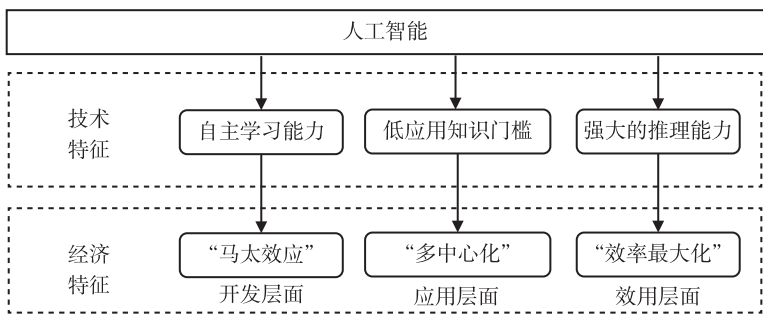 人工智能
技术
特征
自主学习能力
低应用知识门槛
强大的推理能力
经济
特征
“马太效应”
“多中心化”
“效率最大化”
开发层面
应用层面
效用层面